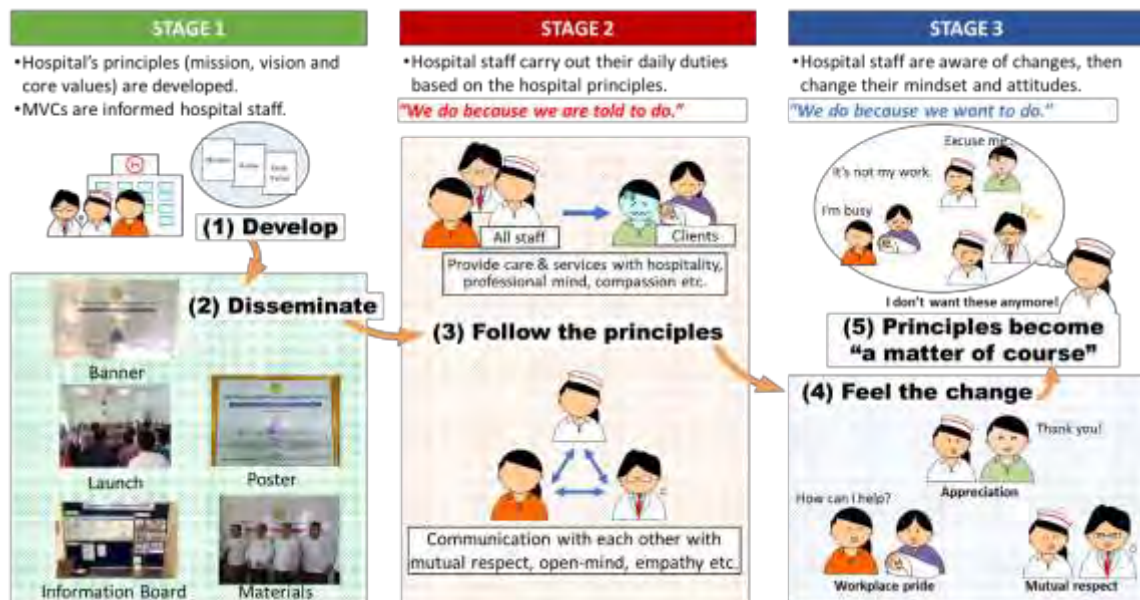 STAGE 1
•Hospital's principles (mission, vision and
core values) are developed.
•MVCs are informed hospital staff.
(1) Develop
(2) Disseminate
Banner
Launch
Poster
Information Board
Materials
STAGE 2
•Hospital staff carry out their daily duties
based on the hospital principles.
"We do because we are told to do."
All staff
Clients
Provide care & services with hospitality,
professional mind, compassion etc.
(3) Follow the principles
Communication with each other with
mutual respect, open-mind, empathy etc.
STAGE 3
•Hospital staff are aware of changes, then
change their mindset and attitudes.
"We do because we want to do."
Excuse me..
It's not my work.
I'm busy
I don't want these anymore!
(5) Principles become
"a matter of course"
(4) Feel the change
Thank you!
Appreciation
How can I help?
Workplace pride
Mutual respect